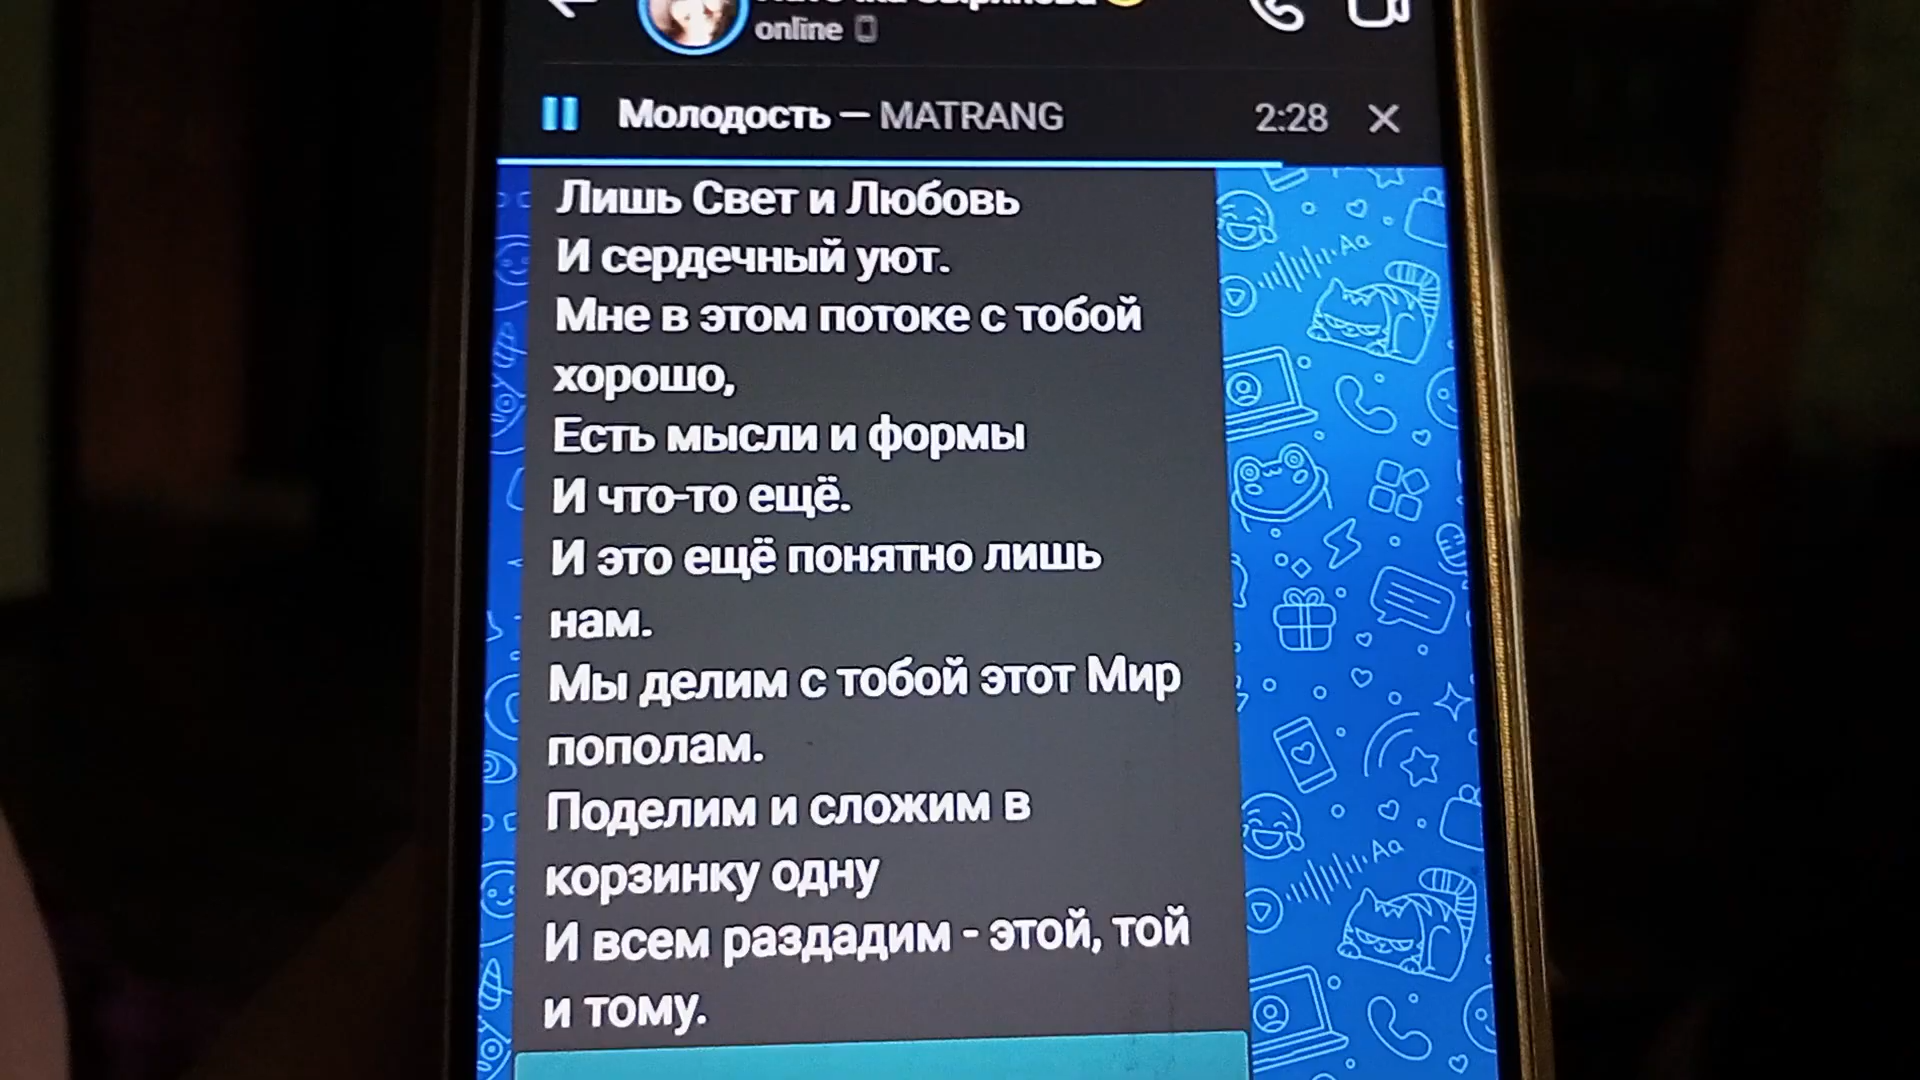 online
Молодость — MATRANG 2:28
Лишь Свет и Любовь
И сердечный уют.
Мне в этом потоке с тобой
хорошо,
Есть мысли и формы
И что-то ещё.
И это ещё понятно лишь
нам.
Мы делим с тобой этот Мир
пополам.
Поделим и сложим в
корзинку одну
И всем раздадим - этой, той
и тому.
Aa
Aa